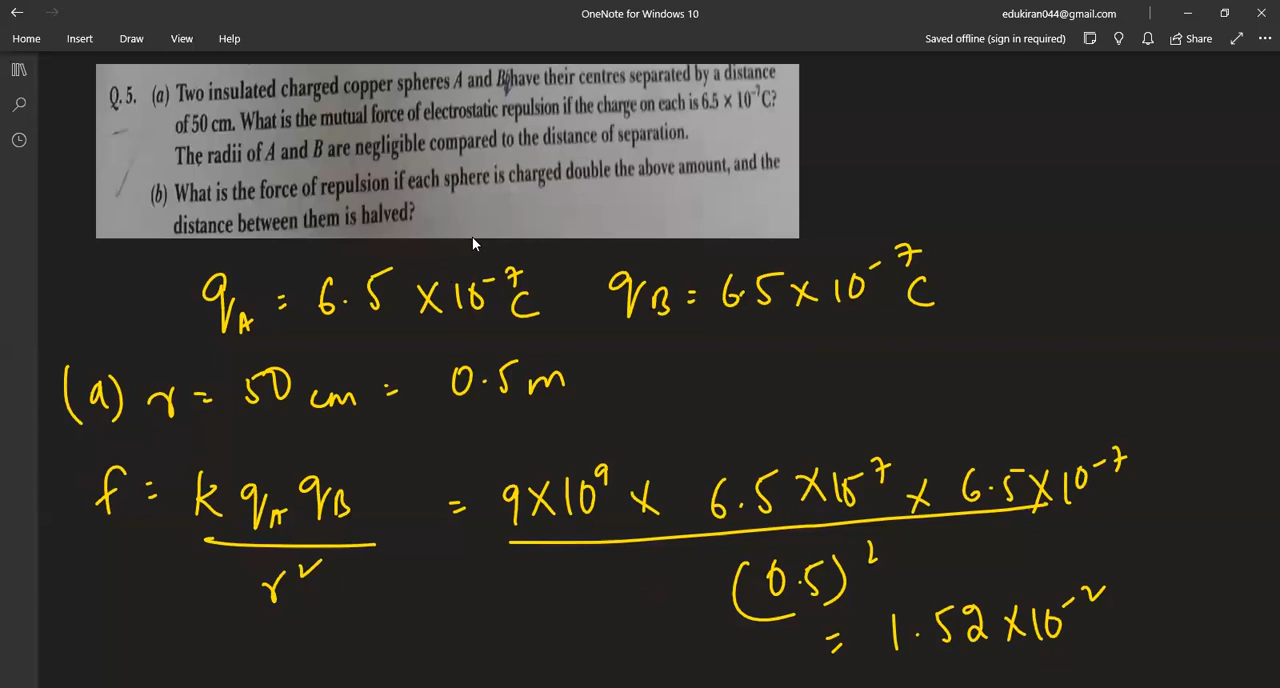 OneNote for Windows 10
edukiran044@gmail.com
Home Insert Draw View Help
Saved offline (sign in required) Share
Q.5. (a) Two insulated charged copper spheres A and B have their centres separated by a distance
of 50 cm. What is the mutual force of electrostatic repulsion if the charge on each is 6.5 × 10⁻⁷C?
The radii of A and B are negligible compared to the distance of separation.
(b) What is the force of repulsion if each sphere is charged double the above amount, and the
distance between them is halved?
q_A = 6.5 × 10⁻⁷ C q_B = 6.5 × 10⁻⁷ C
(a) r = 50 cm = 0.5 m
f = k q_A q_B / r² = 9 × 10⁹ × 6.5 × 10⁻⁷ × 6.5 × 10⁻⁷ / (0.5)²
= 1.52 × 10⁻²